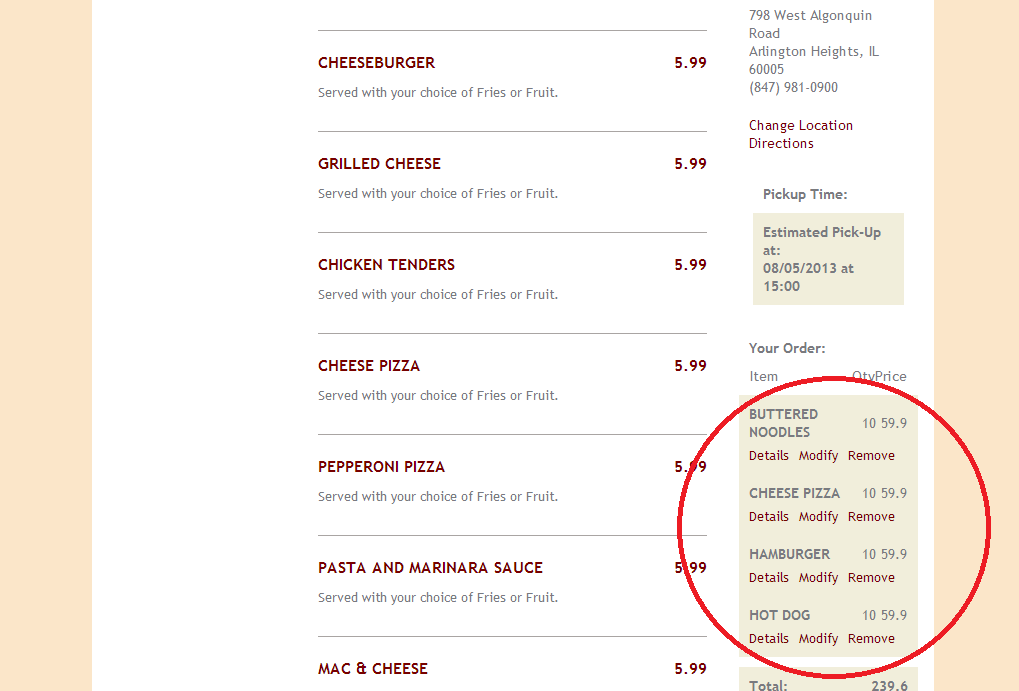 CHEESEBURGER 5.99
Served with your choice of Fries or Fruit.
GRILLED CHEESE 5.99
Served with your choice of Fries or Fruit.
CHICKEN TENDERS 5.99
Served with your choice of Fries or Fruit.
CHEESE PIZZA 5.99
Served with your choice of Fries or Fruit.
PEPPERONI PIZZA 5.99
Served with your choice of Fries or Fruit.
PASTA AND MARINARA SAUCE 5.99
Served with your choice of Fries or Fruit.
MAC & CHEESE 5.99
798 West Algonquin
Road
Arlington Heights, IL
60005
(847) 981-0900
Change Location
Directions
Pickup Time:
Estimated Pick-Up
at:
08/05/2013 at
15:00
Your Order:
Item QtyPrice
BUTTERED
NOODLES 10 59.9
Details Modify Remove
CHEESE PIZZA 10 59.9
Details Modify Remove
HAMBURGER 10 59.9
Details Modify Remove
HOT DOG 10 59.9
Details Modify Remove
Total: 239.6